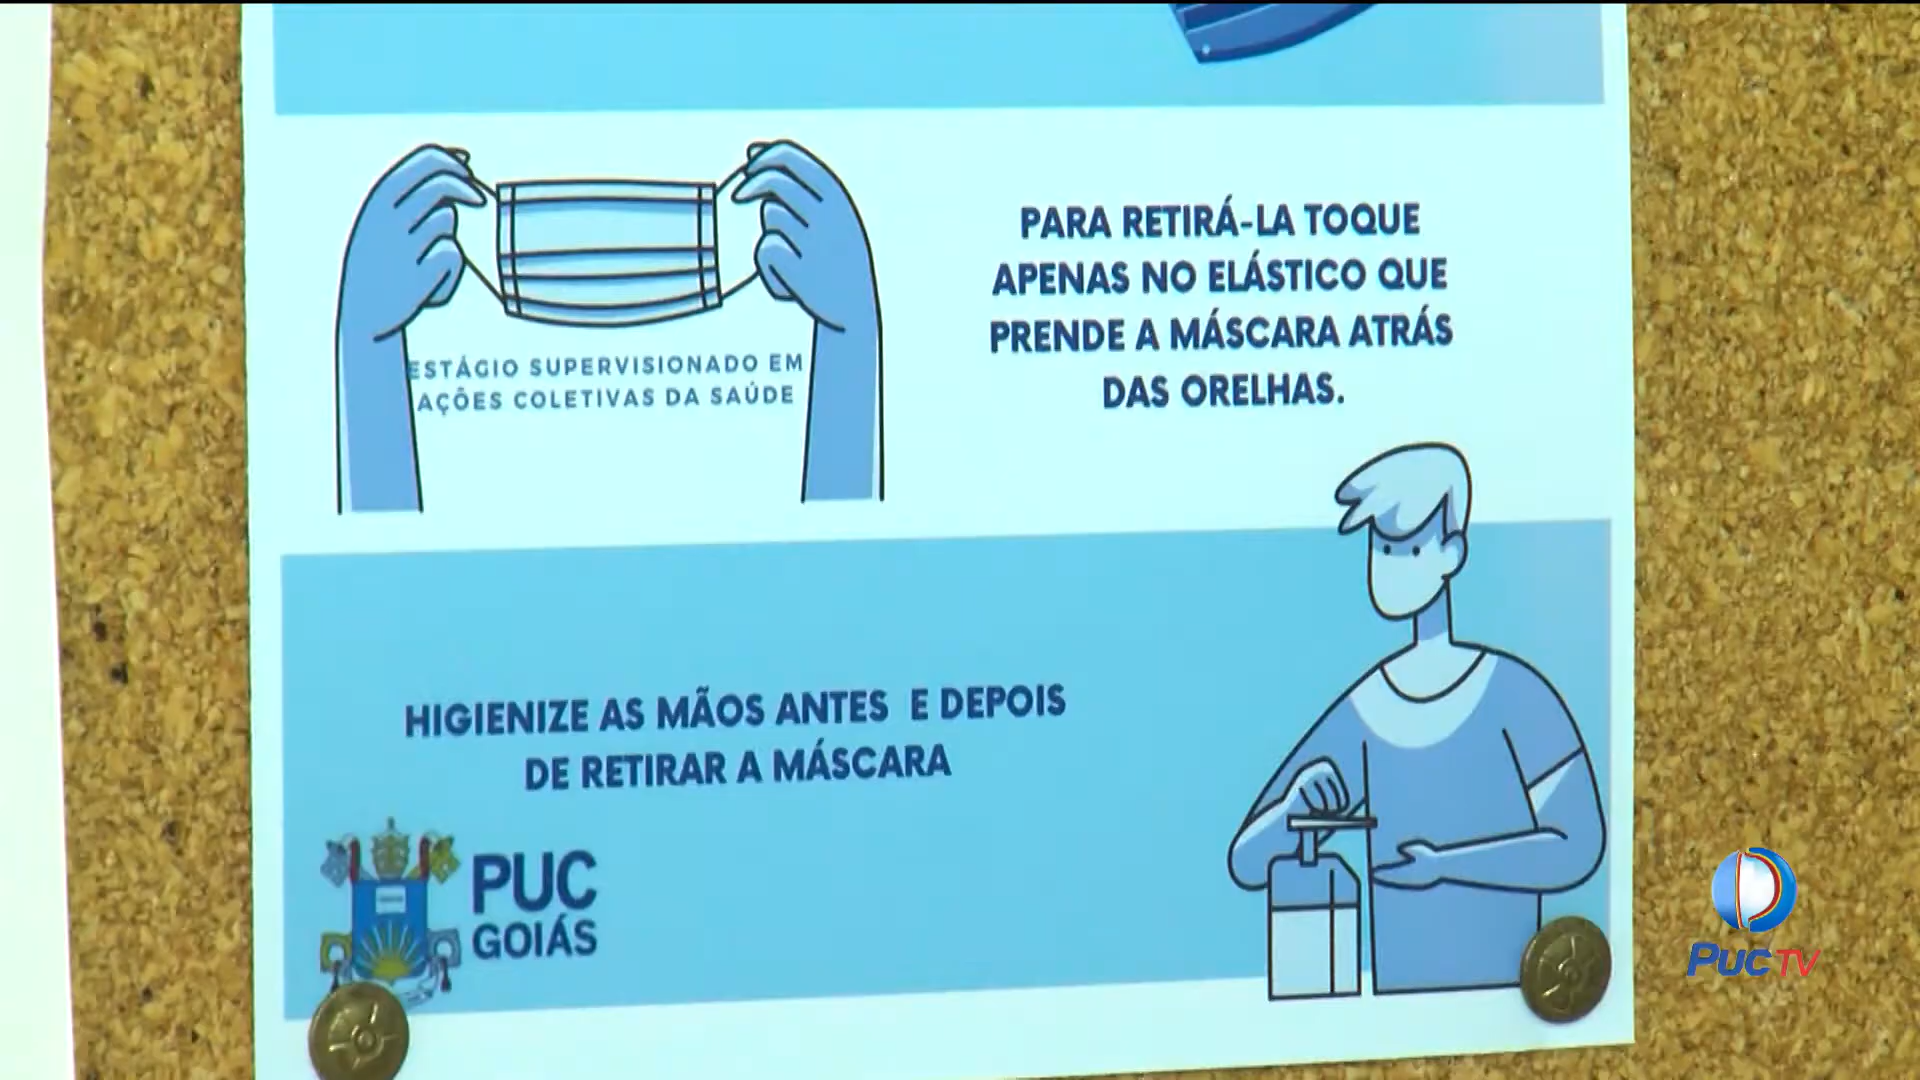 PARA RETIRÁ-LA TOQUE
APENAS NO ELÁSTICO QUE
PRENDE A MÁSCARA ATRÁS
DAS ORELHAS.
ESTÁGIO SUPERVISIONADO EM
AÇÕES COLETIVAS DA SAÚDE
HIGIENIZE AS MÃOS ANTES E DEPOIS
DE RETIRAR A MÁSCARA
PUC
GOIÁS
PUC TV